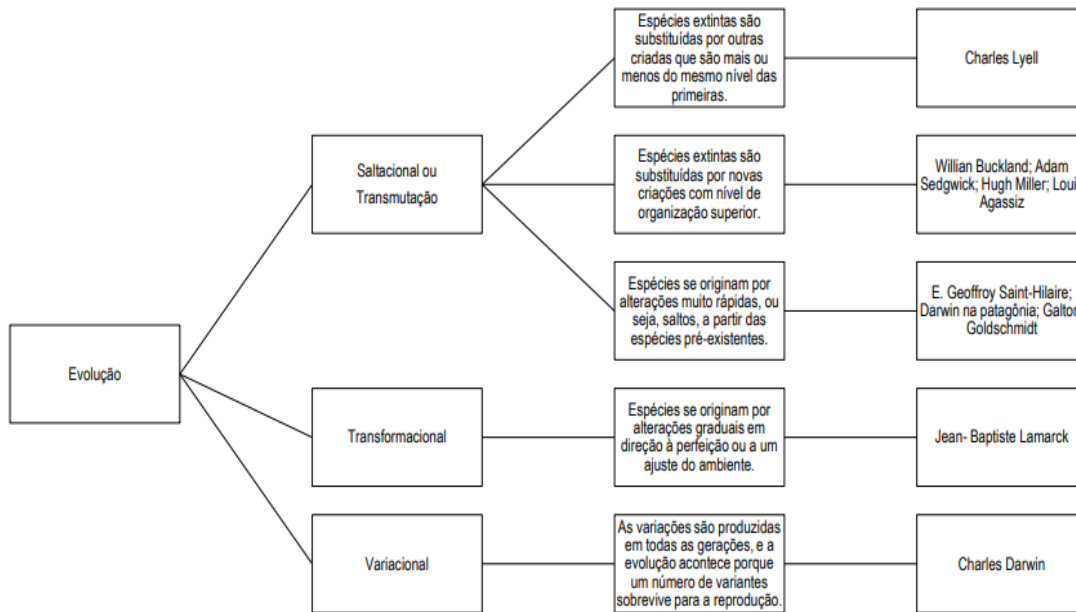 Espécies extintas são
substituídas por outras
criadas que são mais ou
menos do mesmo nível das
primeiras.
Charles Lyell
Saltacional ou
Transmutação
Espécies extintas são
substituídas por novas
criações com nível de
organização superior.
Willian Buckland; Adam
Sedgwick; Hugh Miller; Loui
Agassiz
Espécies se originam por
alterações muito rápidas, ou
seja, saltos, a partir das
espécies pré-existentes.
E. Geoffroy Saint-Hilaire;
Darwin na patagônia; Galton
Goldschmidt
Evolução
Transformacional
Espécies se originam por
alterações graduais em
direção à perfeição ou a um
ajuste do ambiente.
Jean- Baptiste Lamarck
Variacional
As variações são produzidas
em todas as gerações, e a
evolução acontece porque
um número de variantes
sobrevive para a reprodução.
Charles Darwin